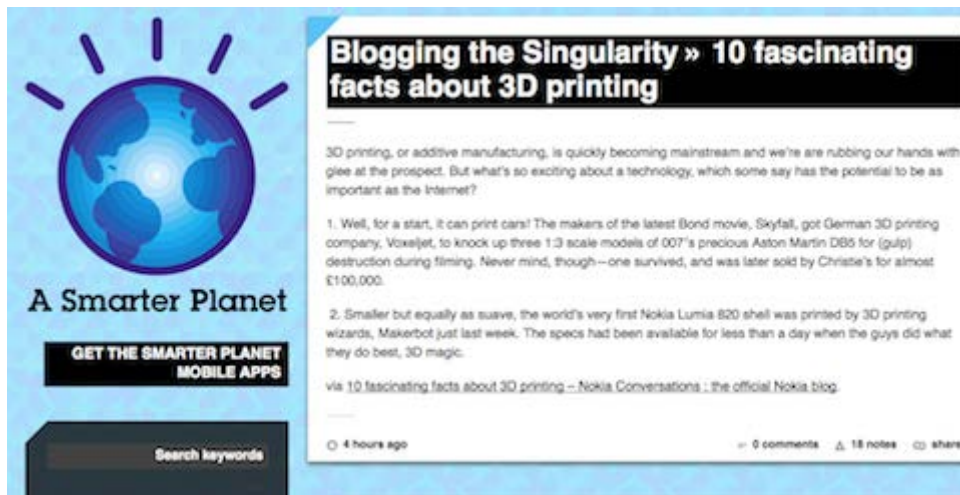 A Smarter Planet
GET THE SMARTER PLANET
MOBILE APPS
Search keywords
Blogging the Singularity » 10 fascinating
facts about 3D printing
3D printing, or additive manufacturing, is quickly becoming mainstream and we're are rubbing our hands with
glee at the prospect. But what's so exciting about a technology, which some say has the potential to be as
important as the Internet?
1. Well, for a start, it can print cars! The makers of the latest Bond movie, Skyfall, got German 3D printing
company, Voxeljet, to knock up three 1:3 scale models of 007's precious Aston Martin DB5 for (gulp)
destruction during filming. Never mind, though—one survived, and was later sold by Christie's for almost
£100,000.
2. Smaller but equally as suave, the world's very first Nokia Lumia 820 shell was printed by 3D printing
wizards, Makerbot just last week. The specs had been available for less than a day when the guys did what
they do best, 3D magic.
via 10 fascinating facts about 3D printing – Nokia Conversations : the official Nokia blog.
4 hours ago
0 comments 18 notes share